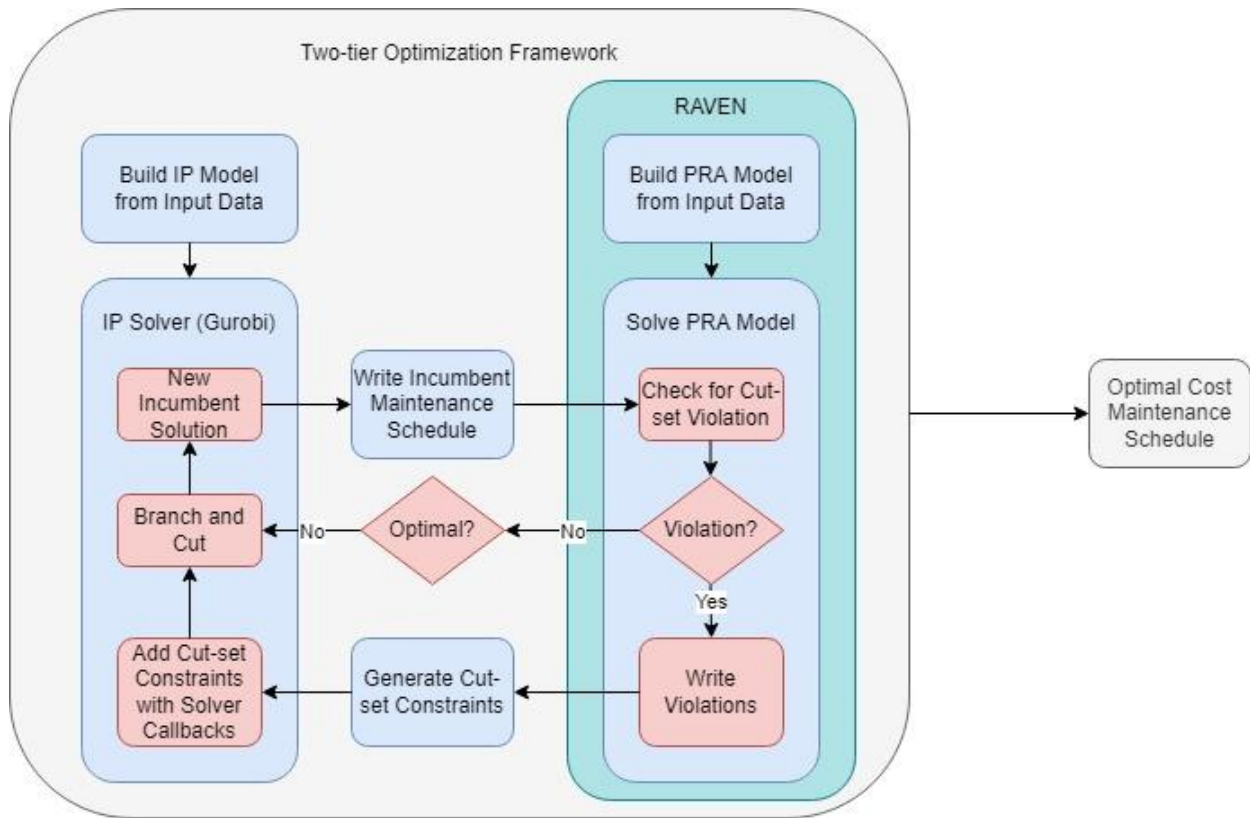 Two-tier Optimization Framework
RAVEN
Build IP Model
from Input Data
Build PRA Model
from Input Data
IP Solver (Gurobi)
Solve PRA Model
New
Incumbent
Solution
Write Incumbent
Maintenance
Schedule
Check for Cut-
set Violation
Optimal Cost
Maintenance
Schedule
Branch and
Cut
No
Optimal?
No
Violation?
Yes
Add Cut-set
Constraints
with Solver
Callbacks
Generate Cut-
set Constraints
Write
Violations